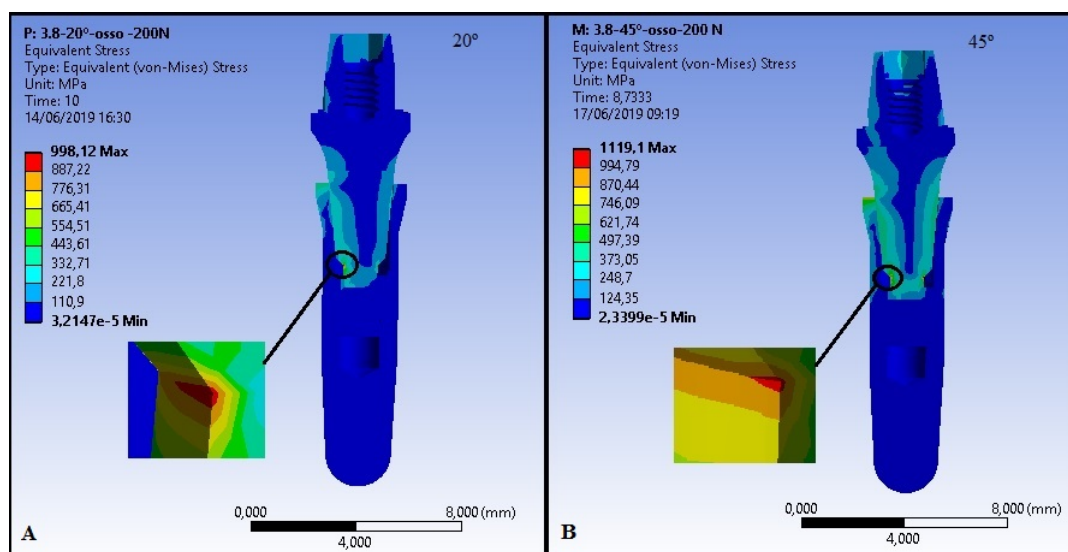 P: 3.8-20º-osso -200N
Equivalent Stress
Type: Equivalent (von-Mises) Stress
Unit: MPa
Time: 10
14/06/2019 16:30
20º
998,12 Max
887,22
776,31
665,41
554,51
443,61
332,71
221,8
110,9
3,2147e-5 Min
0,000
8,000 (mm)
4,000
A
M: 3.8-45º-osso-200 N
Equivalent Stress
Type: Equivalent (von-Mises) Stress
Unit: MPa
Time: 8,7333
17/06/2019 09:19
45º
1119,1 Max
994,79
870,44
746,09
621,74
497,39
373,05
248,7
124,35
2,3399e-5 Min
0,000
8,000 (mm)
4,000
B